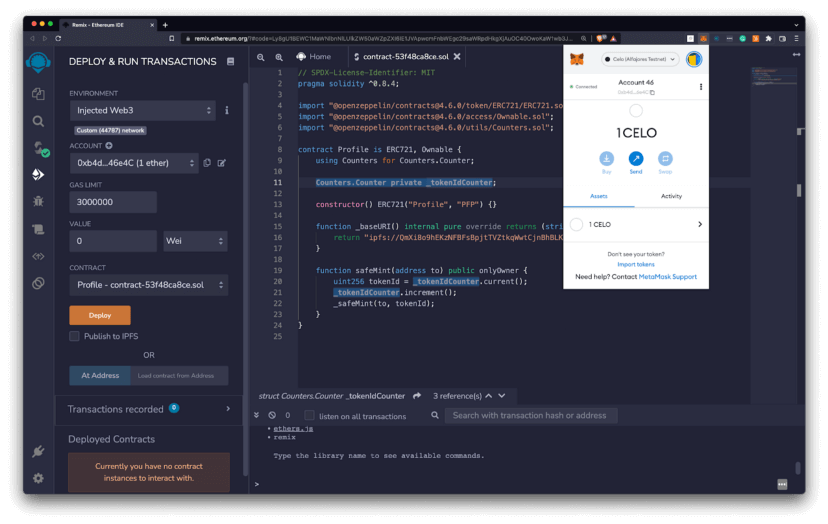 Remix - Ethereum IDE
remix.ethereum.org/
DEPLOY & RUN TRANSACTIONS
ENVIRONMENT
Injected Web3
Custom (44787) network
ACCOUNT
0xb4d...46E4C (1 ether)
GAS LIMIT
3000000
VALUE
0
Wei
CONTRACT
Profile - contract-53f48ca8ce.sol
Deploy
Publish to IPFS
OR
At Address
Load contract from Address
Transactions recorded 0
Deployed Contracts
Currently you have no contract
instances to interact with.
Home
contract-53f48ca8ce.sol
1 // SPDX-License-Identifier: MIT
2 pragma solidity ^0.8.4;
3
4 import "@openzeppelin/contracts@4.6.0/token/ERC721/ERC721.so
5 import "@openzeppelin/contracts@4.6.0/access/Ownable.sol";
6 import "@openzeppelin/contracts@4.6.0/utils/Counters.sol";
7
8 contract Profile is ERC721, Ownable {
9 using Counters for Counters.Counter;
10
11 Counters.Counter private _tokenIdCounter;
12
13 constructor() ERC721("Profile", "PFP") {}
14
15 function _baseURI() internal pure override returns (stri
16
17 }
18
19 function safeMint(address to) public onlyOwner {
20 uint256 tokenId = _tokenIdCounter.current();
21 _tokenIdCounter.increment();
22 _safeMint(to, tokenId);
23 }
24 }
25
struct Counters.Counter _tokenIdCounter
3 reference(s)
0
listen on all transactions
Search with transaction hash or address
ethers.js
remix
Type the library name to see available commands.
>
Celo (Alfajores Testnet)
Connected
Account 46
1 CELO
Buy
Send
Swap
Assets
Activity
1 CELO
Don't see your token?
Import tokens
Need help? Contact MetaMask Support